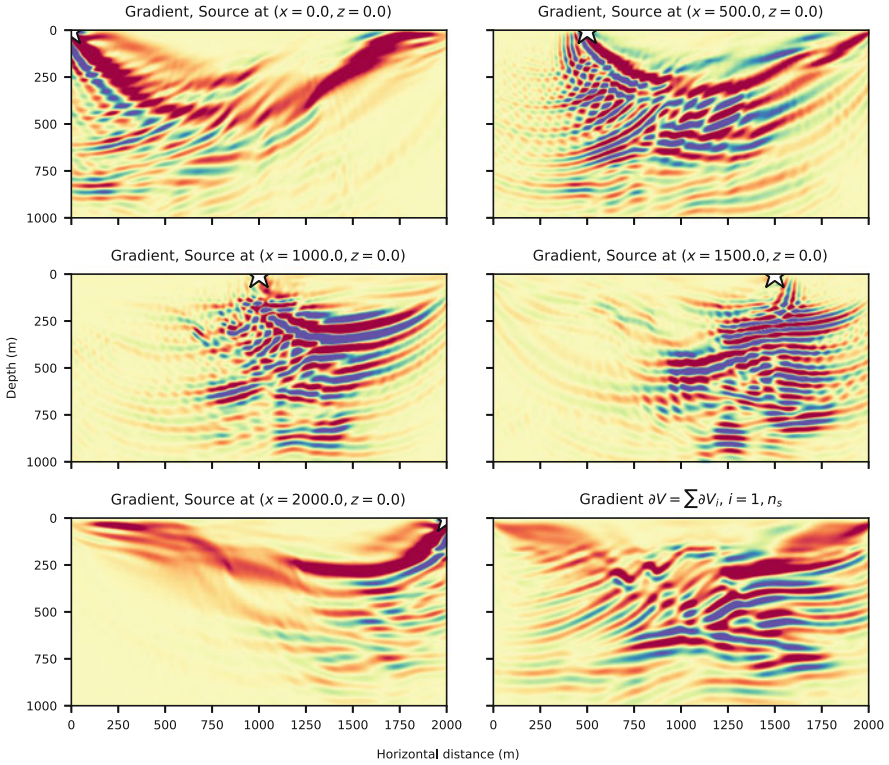 Gradient, Source at (x = 0.0, z = 0.0)
Gradient, Source at (x = 500.0, z = 0.0)
0
250
500
750
1000
Gradient, Source at (x = 1000.0, z = 0.0)
Gradient, Source at (x = 1500.0, z = 0.0)
0
250
500
750
1000
Depth (m)
Gradient, Source at (x = 2000.0, z = 0.0)
Gradient ∂V = ∑∂Vᵢ, i = 1, nₛ
0
250
500
750
1000
0 250 500 750 1000 1250 1500 1750 2000
0 250 500 750 1000 1250 1500 1750 2000
Horizontal distance (m)